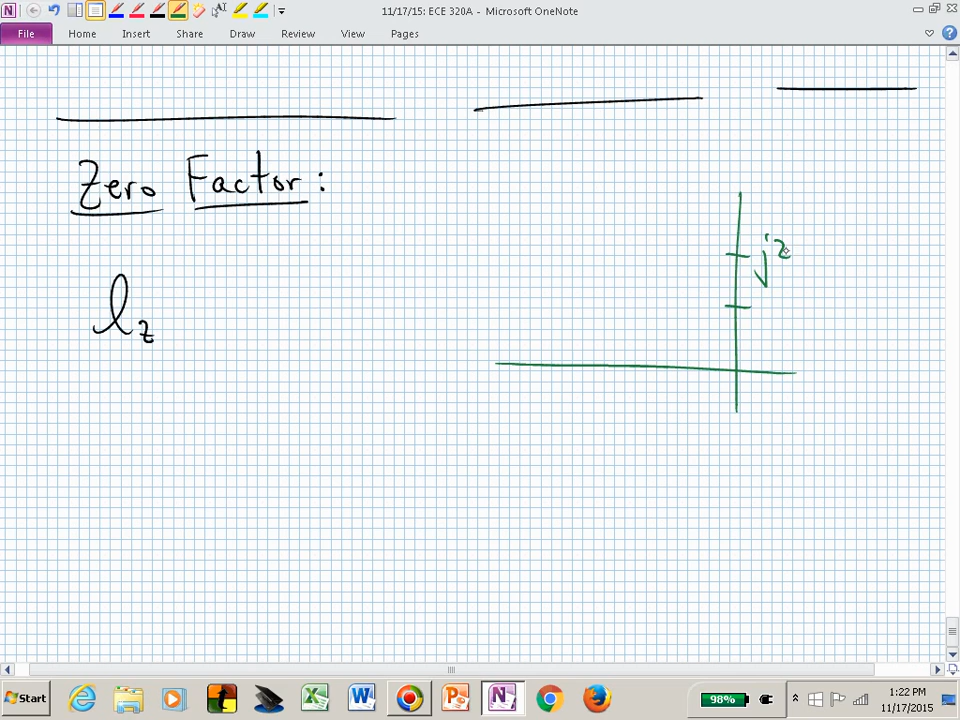 11/17/15: ECE 320A - Microsoft OneNote
File Home Insert Share Draw Review View Pages
Zero Factor:
lz
j2
98%
Start
1:22 PM
11/17/2015